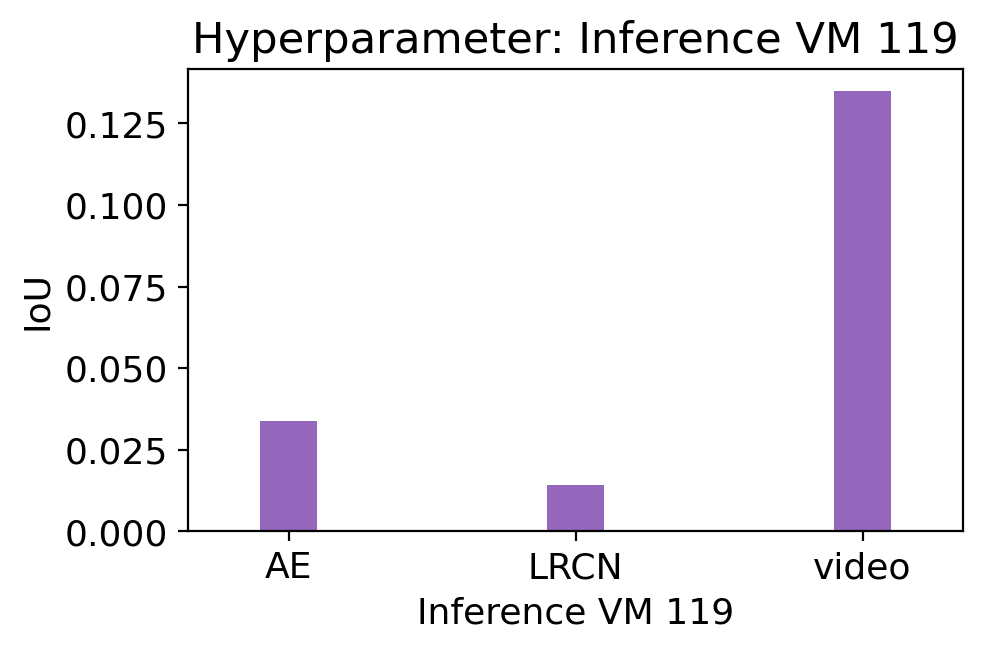 Hyperparameter: Inference VM 119
0.125
0.100
0.075
0.050
0.025
0.000
IoU
AE LRCN video
Inference VM 119